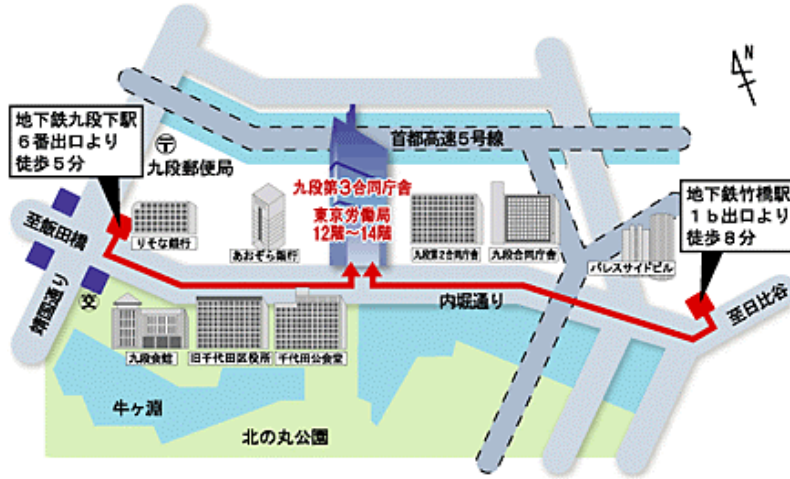 N
地下鉄九段下駅
6番出口より
徒歩5分
〒
九段郵便局
首都高速5号線
九段第3合同庁舎
東京労働局
12階～14階
地下鉄竹橋駅
1b出口より
徒歩8分
至飯田橋
りそな銀行
あおぞら銀行
九段第2合同庁舎
九段合同庁舎
パレスサイドビル
靖国通り
交
内堀通り
至日比谷
九段会館
旧千代田区役所
千代田公会堂
牛ヶ淵
北の丸公園